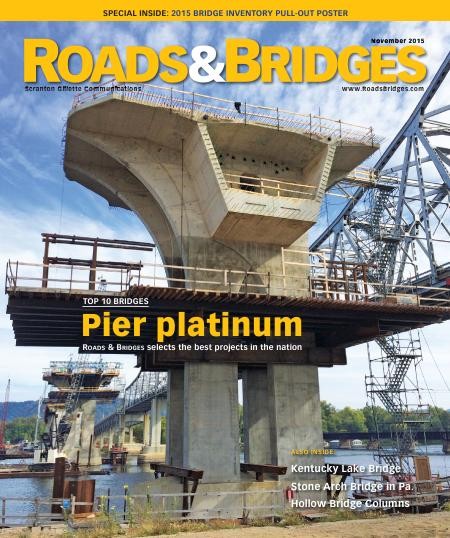 SPECIAL INSIDE: 2015 BRIDGE INVENTORY PULL-OUT POSTER
November 2015
ROADS&BRIDGES
Scranton Gillette Communications
www.RoadsBridges.com
TOP 10 BRIDGES
Pier platinum
ROADS & BRIDGES selects the best projects in the nation
ALSO INSIDE:
Kentucky Lake Bridge
Stone Arch Bridge in Pa.
Hollow Bridge Columns